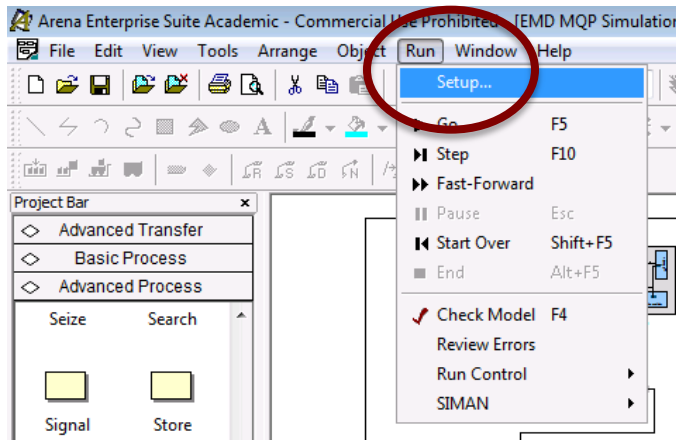 Arena Enterprise Suite Academic - Commercial Use Prohibited - [EMD MQP Simulation
File Edit View Tools Arrange Object Run Window Help
Setup...
Go F5
Step F10
Fast-Forward
Pause Esc
Start Over Shift+F5
End Alt+F5
Check Model F4
Review Errors
Run Control
SIMAN
Project Bar x
Advanced Transfer
Basic Process
Advanced Process
Seize Search
Signal Store